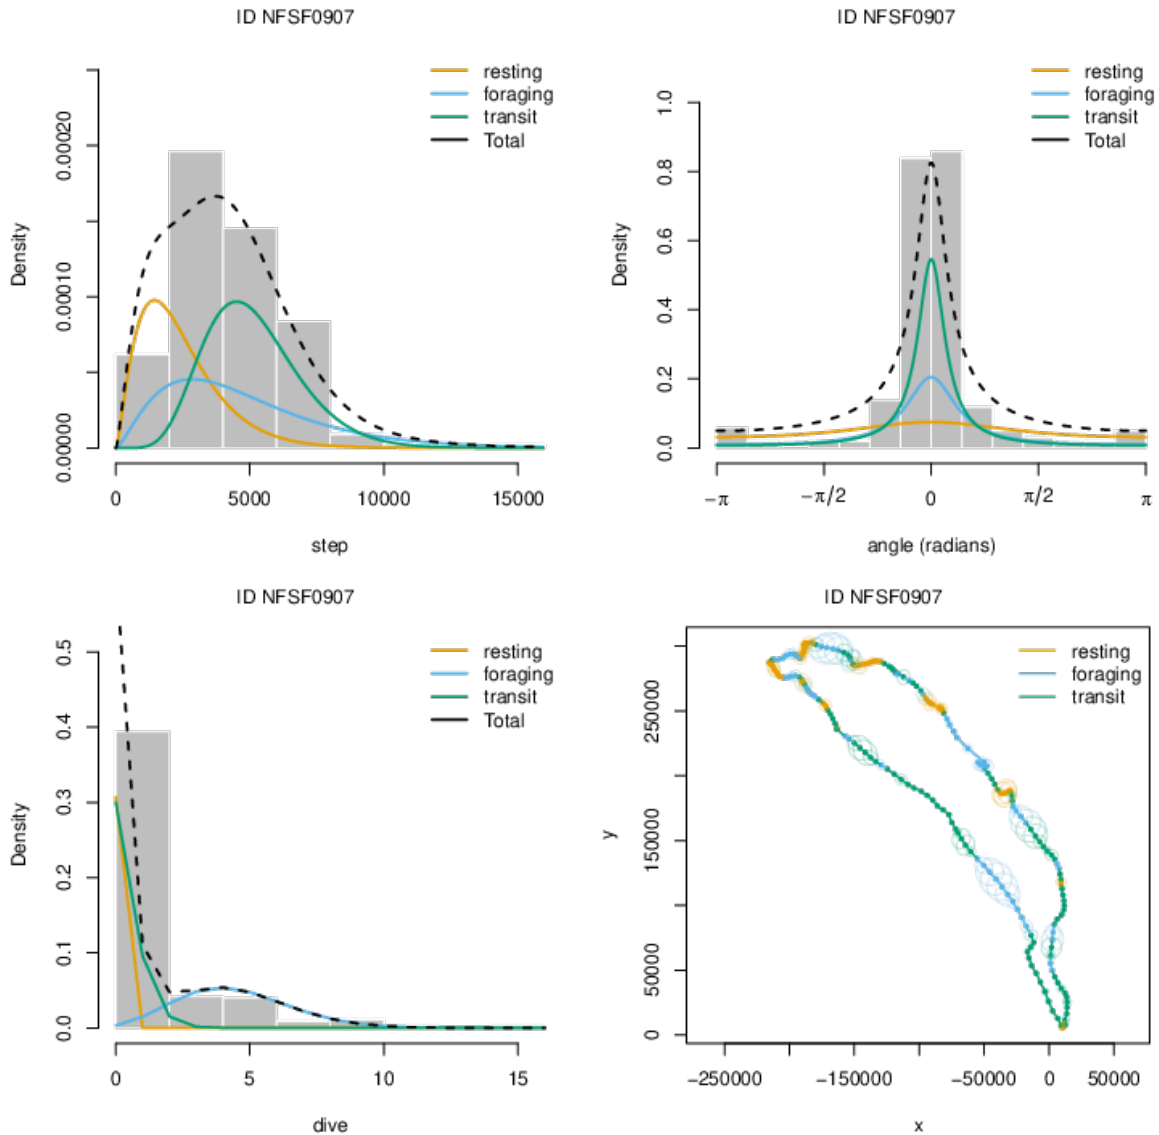 ID NFSF0907
resting
foraging
transit
Total
Density
0.00000
0.00010
0.00020
0
5000
10000
15000
step
ID NFSF0907
resting
foraging
transit
Total
Density
0.0
0.2
0.4
0.6
0.8
1.0
−π
−π/2
0
π/2
π
angle (radians)
ID NFSF0907
resting
foraging
transit
Total
Density
0.0
0.1
0.2
0.3
0.4
0.5
0
5
10
15
dive
ID NFSF0907
resting
foraging
transit
y
0
50000
150000
250000
−250000
−150000
−50000
0
50000
x